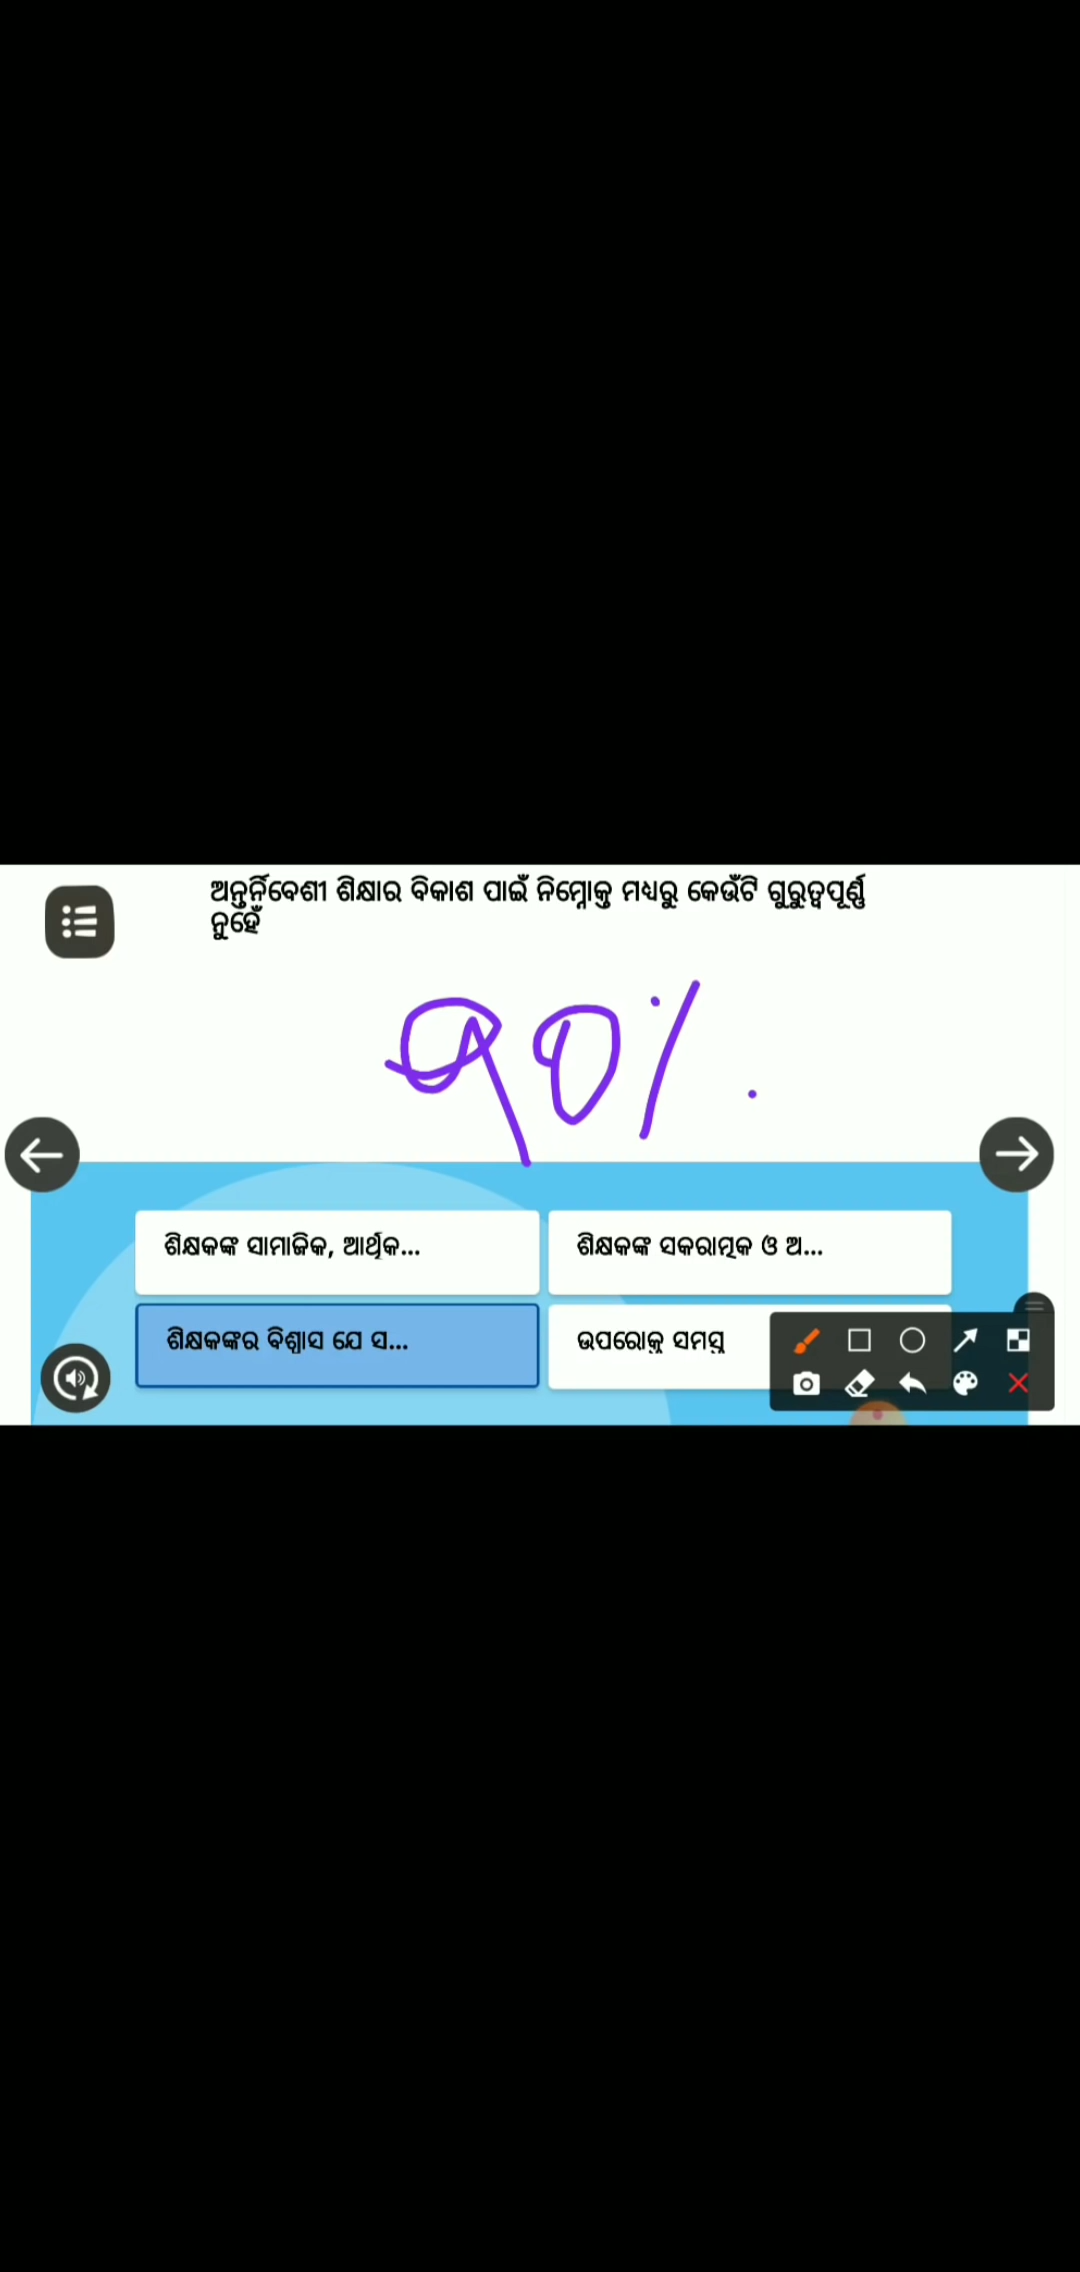 ଅନ୍ତର୍ନିବେଶୀ ଶିକ୍ଷାର ବିକାଶ ପାଇଁ ନିମ୍ନୋକ୍ତ ମଧ୍ୟରୁ କେଉଁଟି ଗୁରୁତ୍ୱପୂର୍ଣ୍ଣ
ନୁହେଁ
90%.
ଶିକ୍ଷକଙ୍କ ସାମାଜିକ, ଆର୍ଥିକ...
ଶିକ୍ଷକଙ୍କ ସକରାତ୍ମକ ଓ ଅ...
ଶିକ୍ଷକଙ୍କର ବିଶ୍ୱାସ ଯେ ସ...
ଉପରୋକ୍ତ ସମସ୍ତ